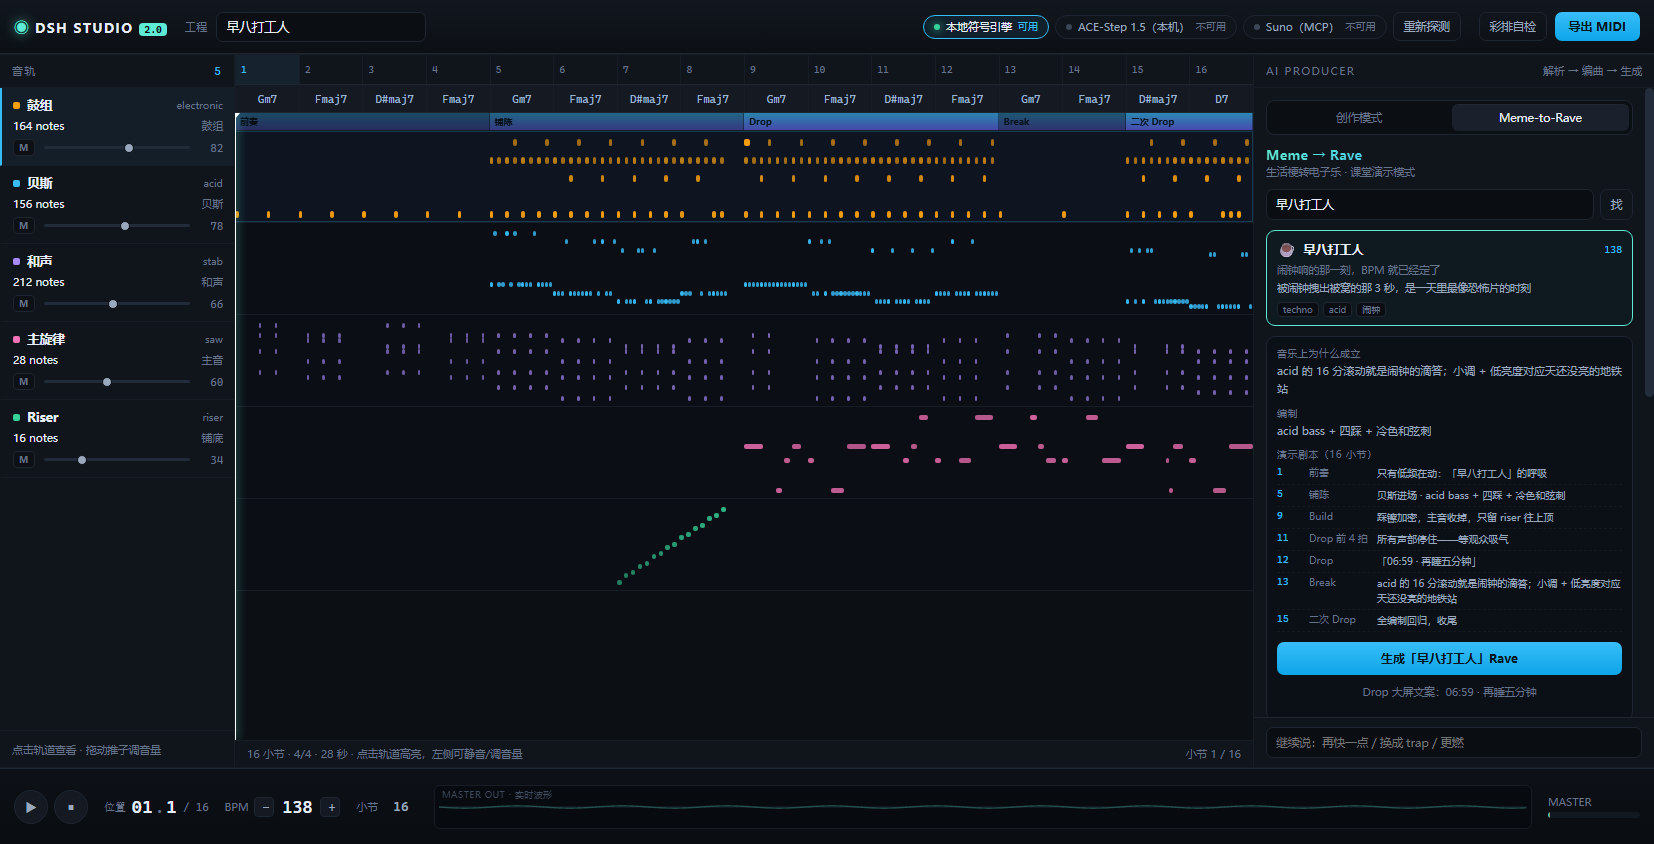 DSH STUDIO 2.0 工程 早八打工人 本地符号引擎 可用 ACE-Step 1.5（本机） 不可用 Suno（MCP） 不可用 重新探测 彩排自检 导出 MIDI
音轨 5
鼓组 electronic
164 notes 鼓组
M 82
贝斯 acid
156 notes 贝斯
M 78
和声 stab
212 notes 和声
M 66
主旋律 saw
28 notes 主音
M 60
Riser riser
16 notes 铺底
M 34
点击轨道查看 · 拖动推子调音量
1 2 3 4 5 6 7 8 9 10 11 12 13 14 15 16
Gm7 Fmaj7 D#maj7 Fmaj7 Gm7 Fmaj7 D#maj7 Fmaj7 Gm7 Fmaj7 D#maj7 Fmaj7 Gm7 Fmaj7 D#maj7 D7
前奏 铺陈 Drop Break 二次 Drop
16 小节 · 4/4 · 28 秒 · 点击轨道高亮，左侧可静音/调音量 小节 1 / 16
AI PRODUCER 解析 → 编曲 → 生成
创作模式 Meme-to-Rave
Meme → Rave
生活梗转电子乐 · 课堂演示模式
早八打工人 找
早八打工人 138
闹钟响的那一刻，BPM 就已经定了
被闹钟拽出被窝的那 3 秒，是一天里最像恐怖片的时刻
techno acid 闹钟
音乐上为什么成立
acid 的 16 分滚动就是闹钟的滴答；小调 + 低亮度对应天还没亮的地铁
站
编制
acid bass + 四踩 + 冷色和弦刺
演示剧本（16 小节）
1 前奏 只有低频在动：「早八打工人」的呼吸
5 铺陈 贝斯进场 · acid bass + 四踩 + 冷色和弦刺
9 Build 踩镲加密，主音收掉，只留 riser 往上顶
11 Drop 前 4 拍 所有声部停住——等观众吸气
12 Drop 「06:59 · 再睡五分钟」
13 Break acid 的 16 分滚动就是闹钟的滴答；小调 + 低亮度对应
天还没亮的地铁站
15 二次 Drop 全编制回归，收尾
生成「早八打工人」Rave
Drop 大屏文案：06:59 · 再睡五分钟
继续说：再快一点 / 换成 trap / 更燃
位置 01.1 / 16 BPM − 138 + 小节 16
MASTER OUT · 实时波形
MASTER